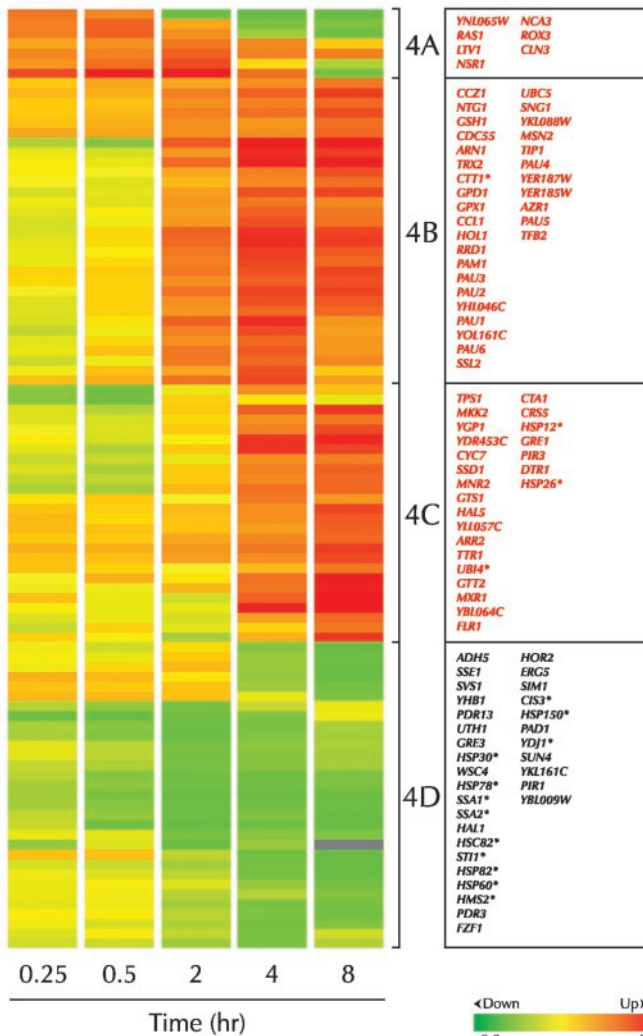 4A
YNL065W NCA3
RAS1 ROX3
LTV1 CLN3
NSR1
4B
CCZ1 UBC5
NTG1 SNG1
GSH1 YKL088W
CDC55 MSN2
ARN1 TIP1
TRX2 PAU4
CTT1* YER187W
GPD1 YER185W
GPX1 AZR1
CCL1 PAU5
HOL1 TFB2
RRD1
PAM1
PAU3
PAU2
YHL046C
PAU1
YOL161C
PAU6
SSL2
4C
TPS1 CTA1
MKK2 CRS5
YGP1 HSP12*
YDR453C GRE1
CYC7 PIR3
SSD1 DTR1
MNR2 HSP26*
GTS1
HAL5
YLL057C
ARR2
TTR1
UBI4*
GTT2
MXR1
YBL064C
FLR1
4D
ADH5 HOR2
SSE1 ERG5
SVS1 SIM1
YHB1 CIS3*
PDR13 HSP150*
UTH1 PAD1
GRE3 YDJ1*
HSP30* SUN4
WSC4 YKL161C
HSP78* PIR1
SSA1* YBL009W
SSA2*
HAL1
HSC82*
STI1*
HSP82*
HSP60*
HMS2*
PDR3
FZF1
0.25 0.5 2 4 8
Time (hr)
Down Up